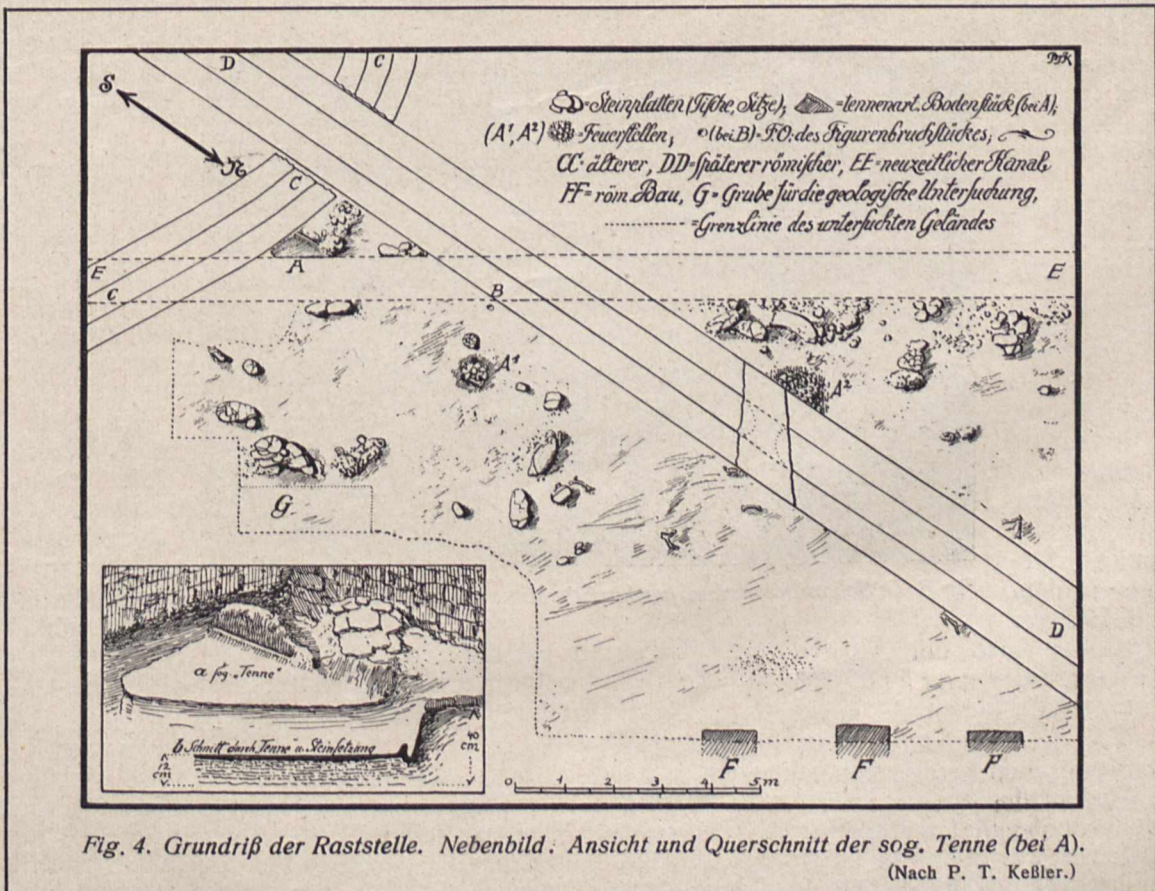 PTK
D
C
S
N
=Steinplatten (Tische, Sitze); =tennenart. Bodenstück (bei A);
(A¹, A²) =Feuerstellen; (bei B)=FO. des Figurenbruchstückes;
CC=älterer, DD=späterer römischer, EE=neuzeitlicher Kanal,
FF=röm. Bau, G=Grube für die geologische Untersuchung,
=Grenzlinie des untersuchten Geländes
C
A
E
E
C
B
A¹
A²
G
D
a sog. „Tenne“
b Schnitt durch „Tenne“ u. Steinsetzung
12 cm
40 cm
F
F
F
0 1 2 3 4 5 m
Fig. 4. Grundriß der Raststelle. Nebenbild: Ansicht und Querschnitt der sog. Tenne (bei A).
(Nach P. T. Keßler.)